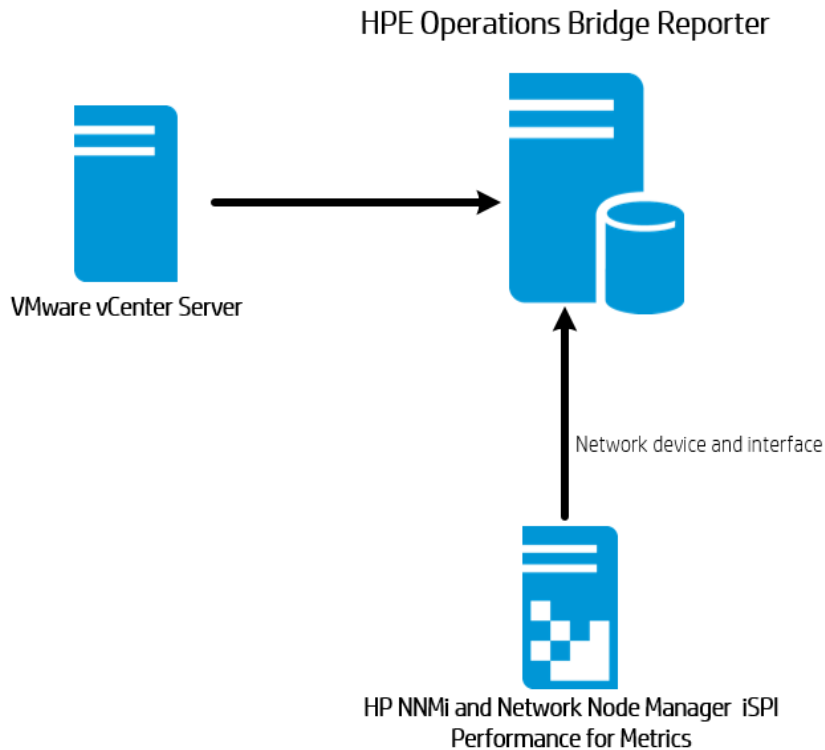 HPE Operations Bridge Reporter
VMware vCenter Server
Network device and interface
HP NNMi and Network Node Manager iSPI
Performance for Metrics